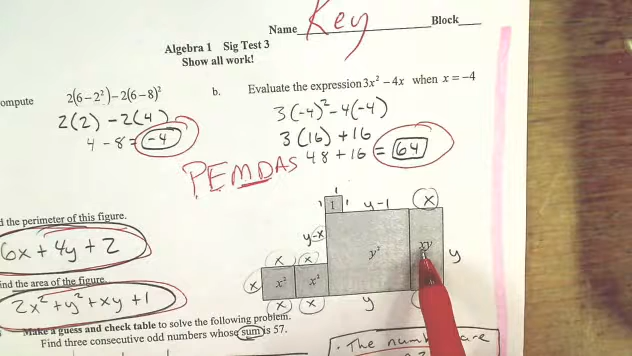 Name Key Block
Algebra 1 Sig Test 3
Show all work!
ompute 2(6-2²)-2(6-8)²
2(2) -2(4)
4 - 8 = -4
b. Evaluate the expression 3x² - 4x when x = -4
3(-4)² -4(-4)
3(16) +16
48 + 16 = 64
PEMDAS
d the perimeter of this figure.
6x + 4y + 2
ind the area of the figure.
2x² + y² + xy + 1
1
1 1 1 y-1 x
y-x
y² xy y
x x
x x² x²
x x y
Make a guess and check table to solve the following problem.
Find three consecutive odd numbers whose sum is 57.
· The are